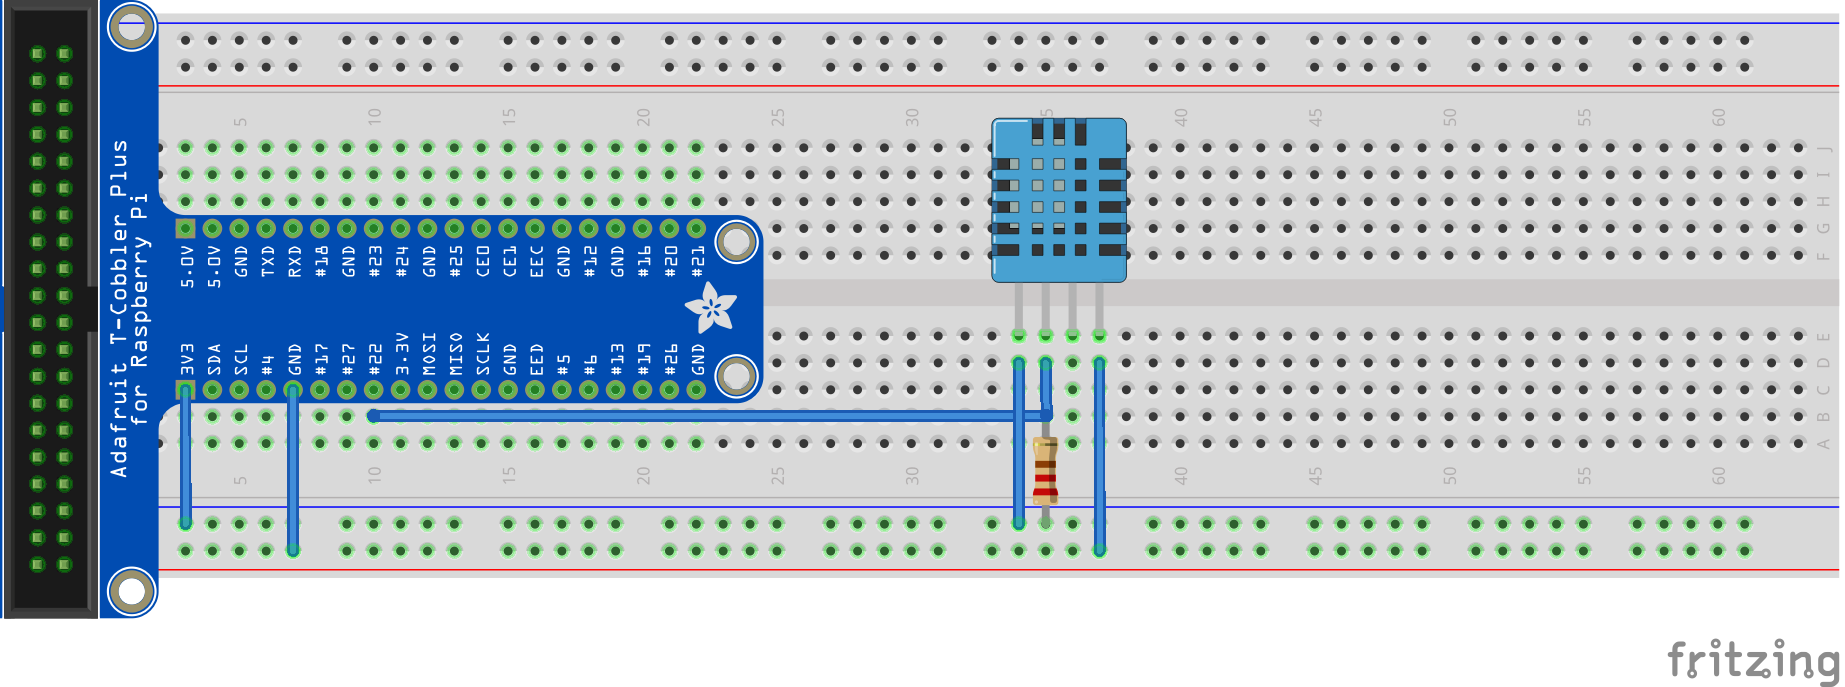 Adafruit T-Cobbler Plus
for Raspberry Pi
5 10 15 20 25 30 35 40 45 50 55 60
J
I
H
G
F
5.0V 5.0V GND TXD RXD #18 GND #23 #24 GND #25 CE0 CE1 EEC GND #12 GND #16 #20 #21
3V3 SDA SCL #4 GND #17 #27 #22 3.3V MOSI MISO SCLK GND EED #5 #6 #13 #19 #26 GND
E
D
C
B
A
5 10 15 20 25 30 35 40 45 50 55 60
fritzing